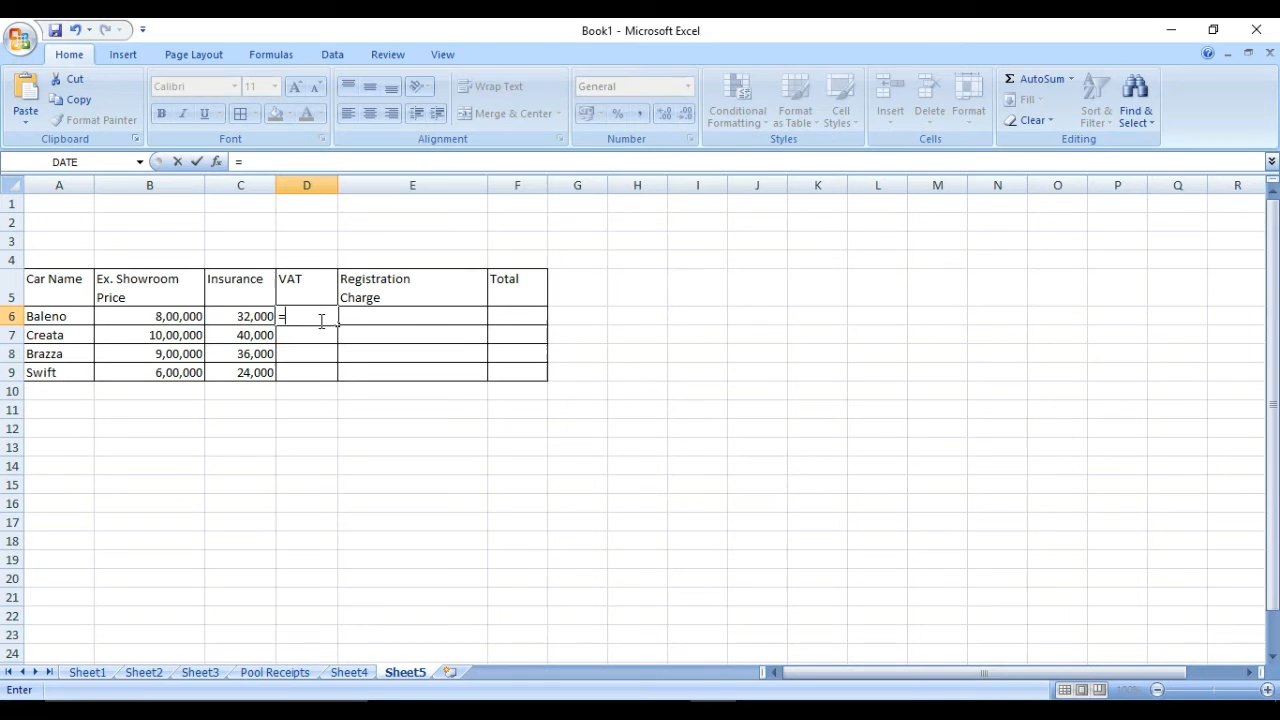 Book1 - Microsoft Excel
Home Insert Page Layout Formulas Data Review View
Paste Cut Copy Format Painter Clipboard
Calibri 11 A A B I U A Font
Wrap Text Merge & Center Alignment
General % , .0 .00 .00 .0 Number
Conditional Formatting Format as Table Cell Styles Styles
Insert Delete Format Cells
Σ AutoSum Fill Clear Sort & Filter Find & Select Editing
DATE fx =
A B C D E F G H I J K L M N O P Q R
1
2
3
4
5 Car Name Ex. Showroom Price Insurance VAT Registration Charge Total
6 Baleno 8,00,000 32,000 =
7 Creata 10,00,000 40,000
8 Brazza 9,00,000 36,000
9 Swift 6,00,000 24,000
10
11
12
13
14
15
16
17
18
19
20
21
22
23
24
Sheet1 Sheet2 Sheet3 Pool Receipts Sheet4 Sheet5
Enter 100%